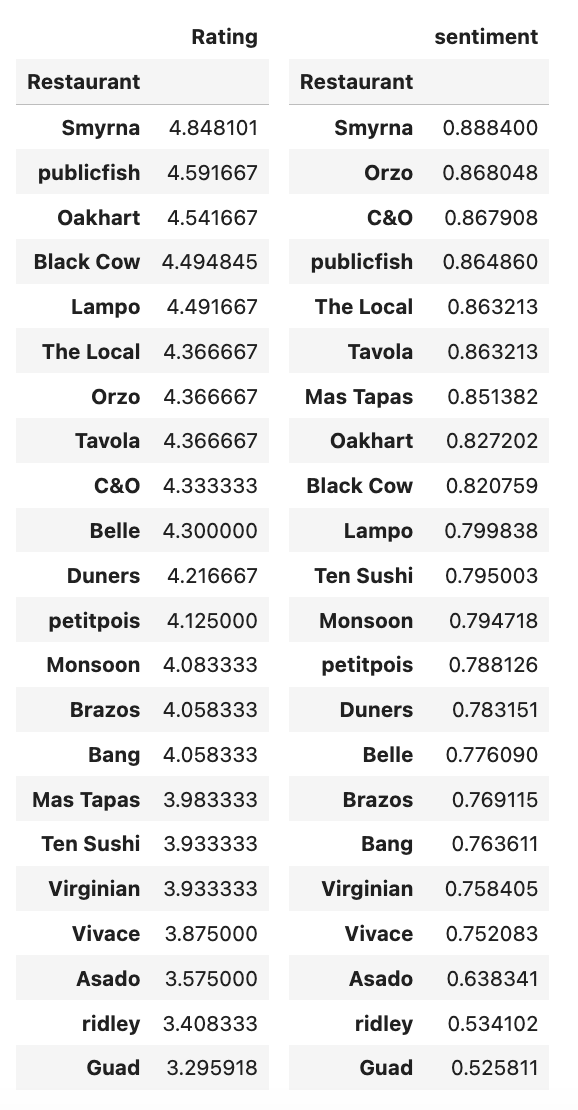 Rating
Restaurant
Smyrna 4.848101
publicfish 4.591667
Oakhart 4.541667
Black Cow 4.494845
Lampo 4.491667
The Local 4.366667
Orzo 4.366667
Tavola 4.366667
C&O 4.333333
Belle 4.300000
Duners 4.216667
petitpois 4.125000
Monsoon 4.083333
Brazos 4.058333
Bang 4.058333
Mas Tapas 3.983333
Ten Sushi 3.933333
Virginian 3.933333
Vivace 3.875000
Asado 3.575000
ridley 3.408333
Guad 3.295918
sentiment
Restaurant
Smyrna 0.888400
Orzo 0.868048
C&O 0.867908
publicfish 0.864860
The Local 0.863213
Tavola 0.863213
Mas Tapas 0.851382
Oakhart 0.827202
Black Cow 0.820759
Lampo 0.799838
Ten Sushi 0.795003
Monsoon 0.794718
petitpois 0.788126
Duners 0.783151
Belle 0.776090
Brazos 0.769115
Bang 0.763611
Virginian 0.758405
Vivace 0.752083
Asado 0.638341
ridley 0.534102
Guad 0.525811